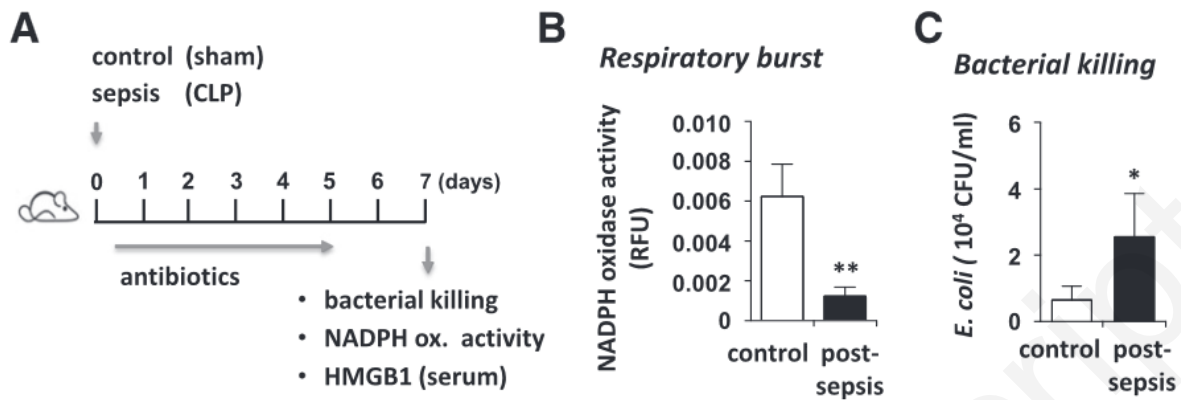 A
control (sham)
sepsis (CLP)
0 1 2 3 4 5 6 7 (days)
antibiotics
• bacterial killing
• NADPH ox. activity
• HMGB1 (serum)
B
Respiratory burst
NADPH oxidase activity
(RFU)
0.010
0.008
0.006
0.004
0.002
0
**
control post-
sepsis
C
Bacterial killing
E. coli ( 10⁴ CFU/ml)
6
4
2
0
*
control post-
sepsis